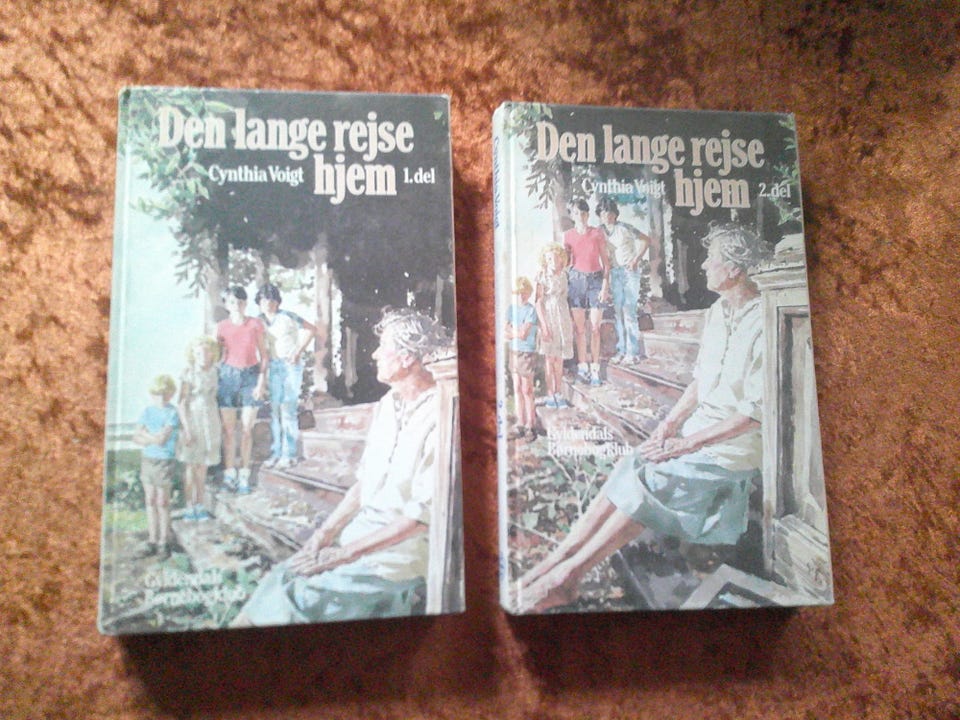 Den lange rejse
hjem
Cynthia Voigt
1. del
Gyldendals
Børnebogklub
Den lange rejse
hjem
Cynthia Voigt
2. del
Gyldendals
Børnebogklub